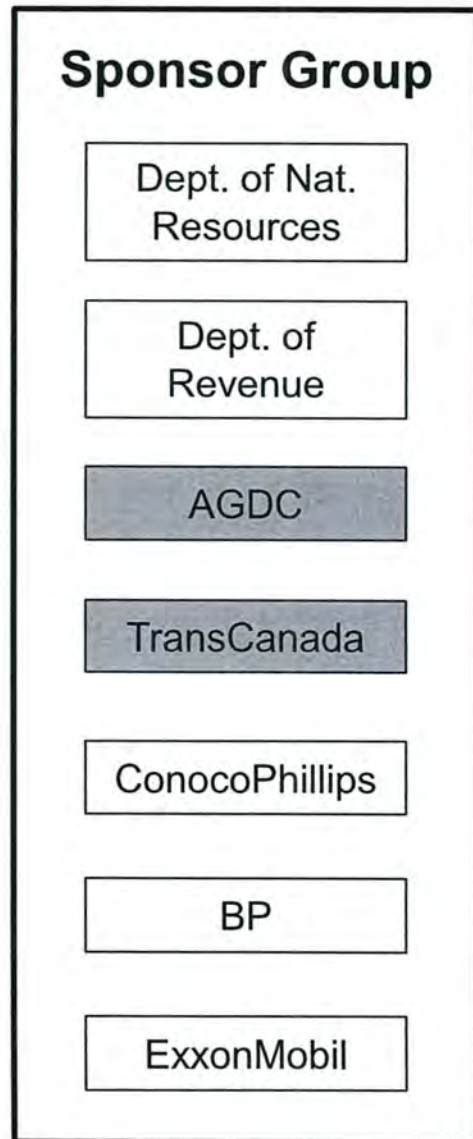 Sponsor Group
Dept. of Nat.
Resources
Dept. of
Revenue
AGDC
TransCanada
ConocoPhillips
BP
ExxonMobil